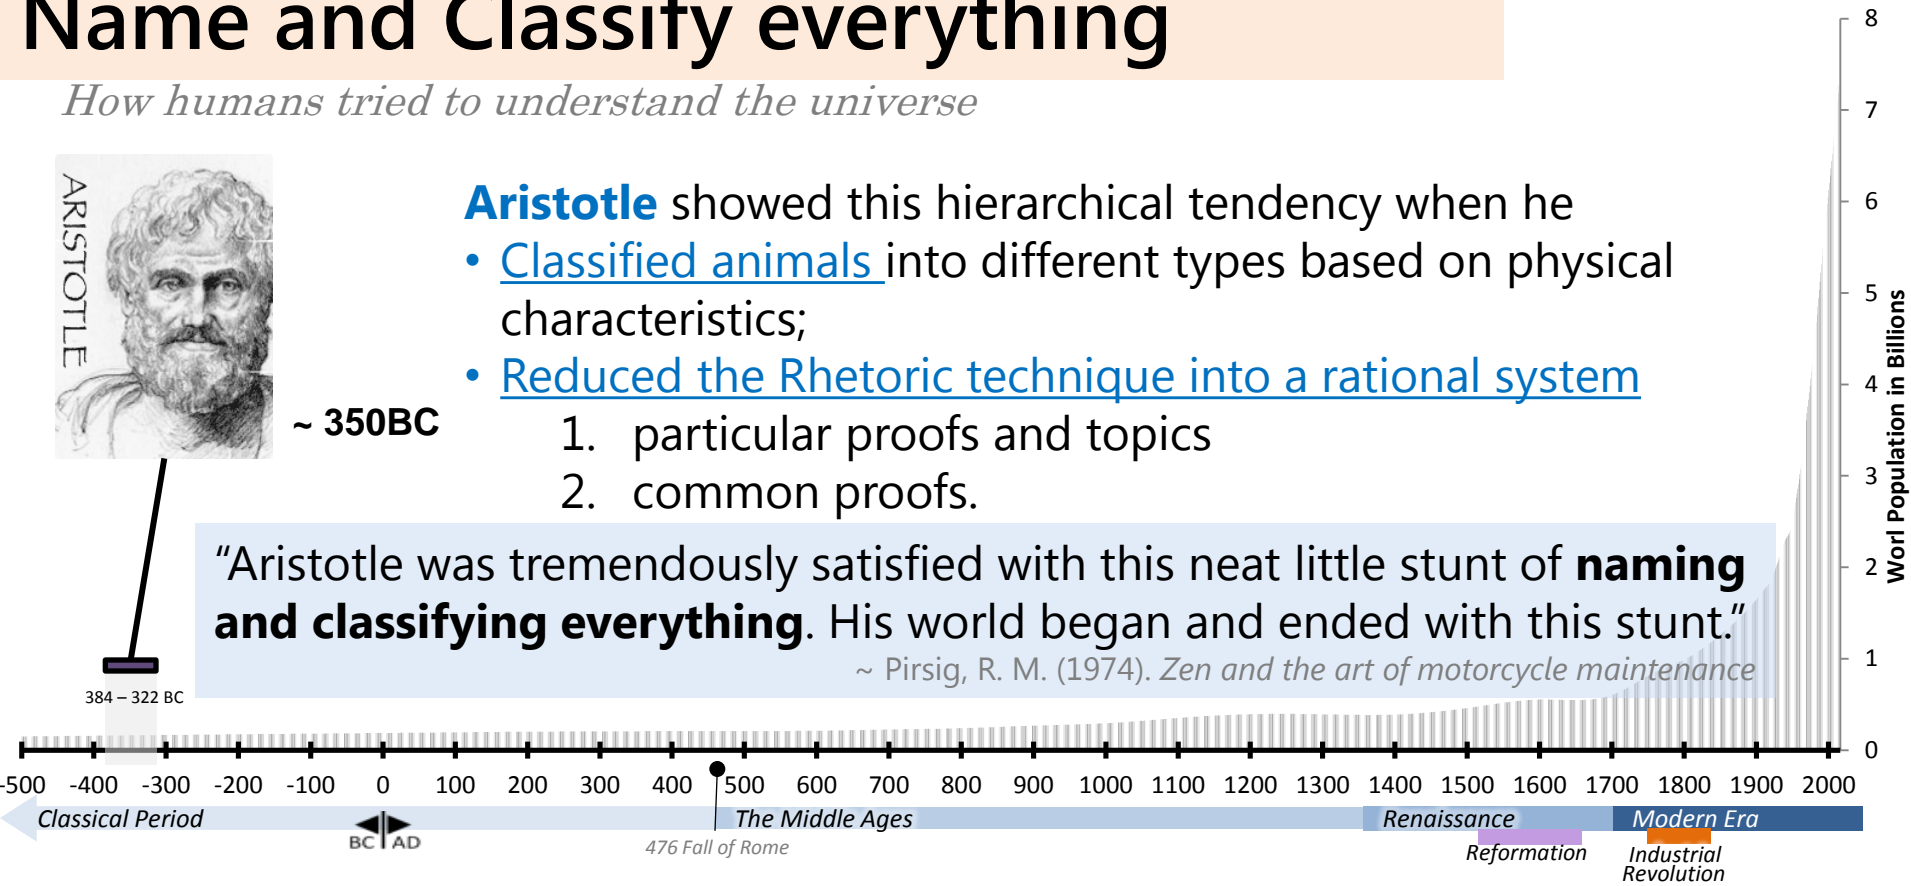 Name and Classify everything
How humans tried to understand the universe
ARISTOTLE
~ 350BC
384 – 322 BC
Aristotle showed this hierarchical tendency when he
• Classified animals into different types based on physical
characteristics;
• Reduced the Rhetoric technique into a rational system
1. particular proofs and topics
2. common proofs.
“Aristotle was tremendously satisfied with this neat little stunt of naming
and classifying everything. His world began and ended with this stunt.”
~ Pirsig, R. M. (1974). Zen and the art of motorcycle maintenance
8
7
6
5
4
3
2
1
0
Worl Population in Billions
-500 -400 -300 -200 -100 0 100 200 300 400 500 600 700 800 900 1000 1100 1200 1300 1400 1500 1600 1700 1800 1900 2000
Classical Period The Middle Ages Renaissance Modern Era
BC AD
476 Fall of Rome
Reformation
Industrial
Revolution